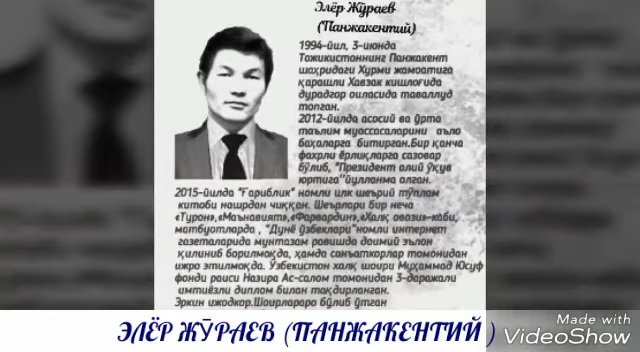 Элёр Жўраев
(Панжакентий)
1994-йил, 3-июнда
Тожикистоннинг Панжакент
шаҳридаги Хурми жамоатига
қарашли Хавзак қишлоғида
дурадгор оиласида таваллуд
топган.
2012-йилда асосий ва ўрта
таълим муассасаларини аъло
баҳоларга битирган.Бир қанча
фахрли ёрлиқларга сазовар
бўлиб, "Президент олий ўқув
юртига"йулланма олган.
2015-йилда "Ғариблик" номли илк шеърий тўплам
китоби нашрдан чиққан. Шеърлари бир неча
«Турон»,«Маънавият»,«Фарвардин»,«Халқ овози»-каби,
матбуотларда , "Дунё ўзбеклари"номли интернет
газеталарида мунтазам равишда доимий эълон
қилиниб борилмоқда, ҳамда санъаткорлар томонидан
ижра этилмоқда. Ўзбекистон халқ шоири Муҳаммад Юсуф
фонди раиси Назира Ас-салом томонидан 3-даражали
имтиёзли диплом билан тақдирланган.
Эркин ижодкор.Шоирларара бўлиб ўтган
ЭЛЁР ЖЎРАЕВ (ПАНЖАКЕНТИЙ )
Made with
VideoShow